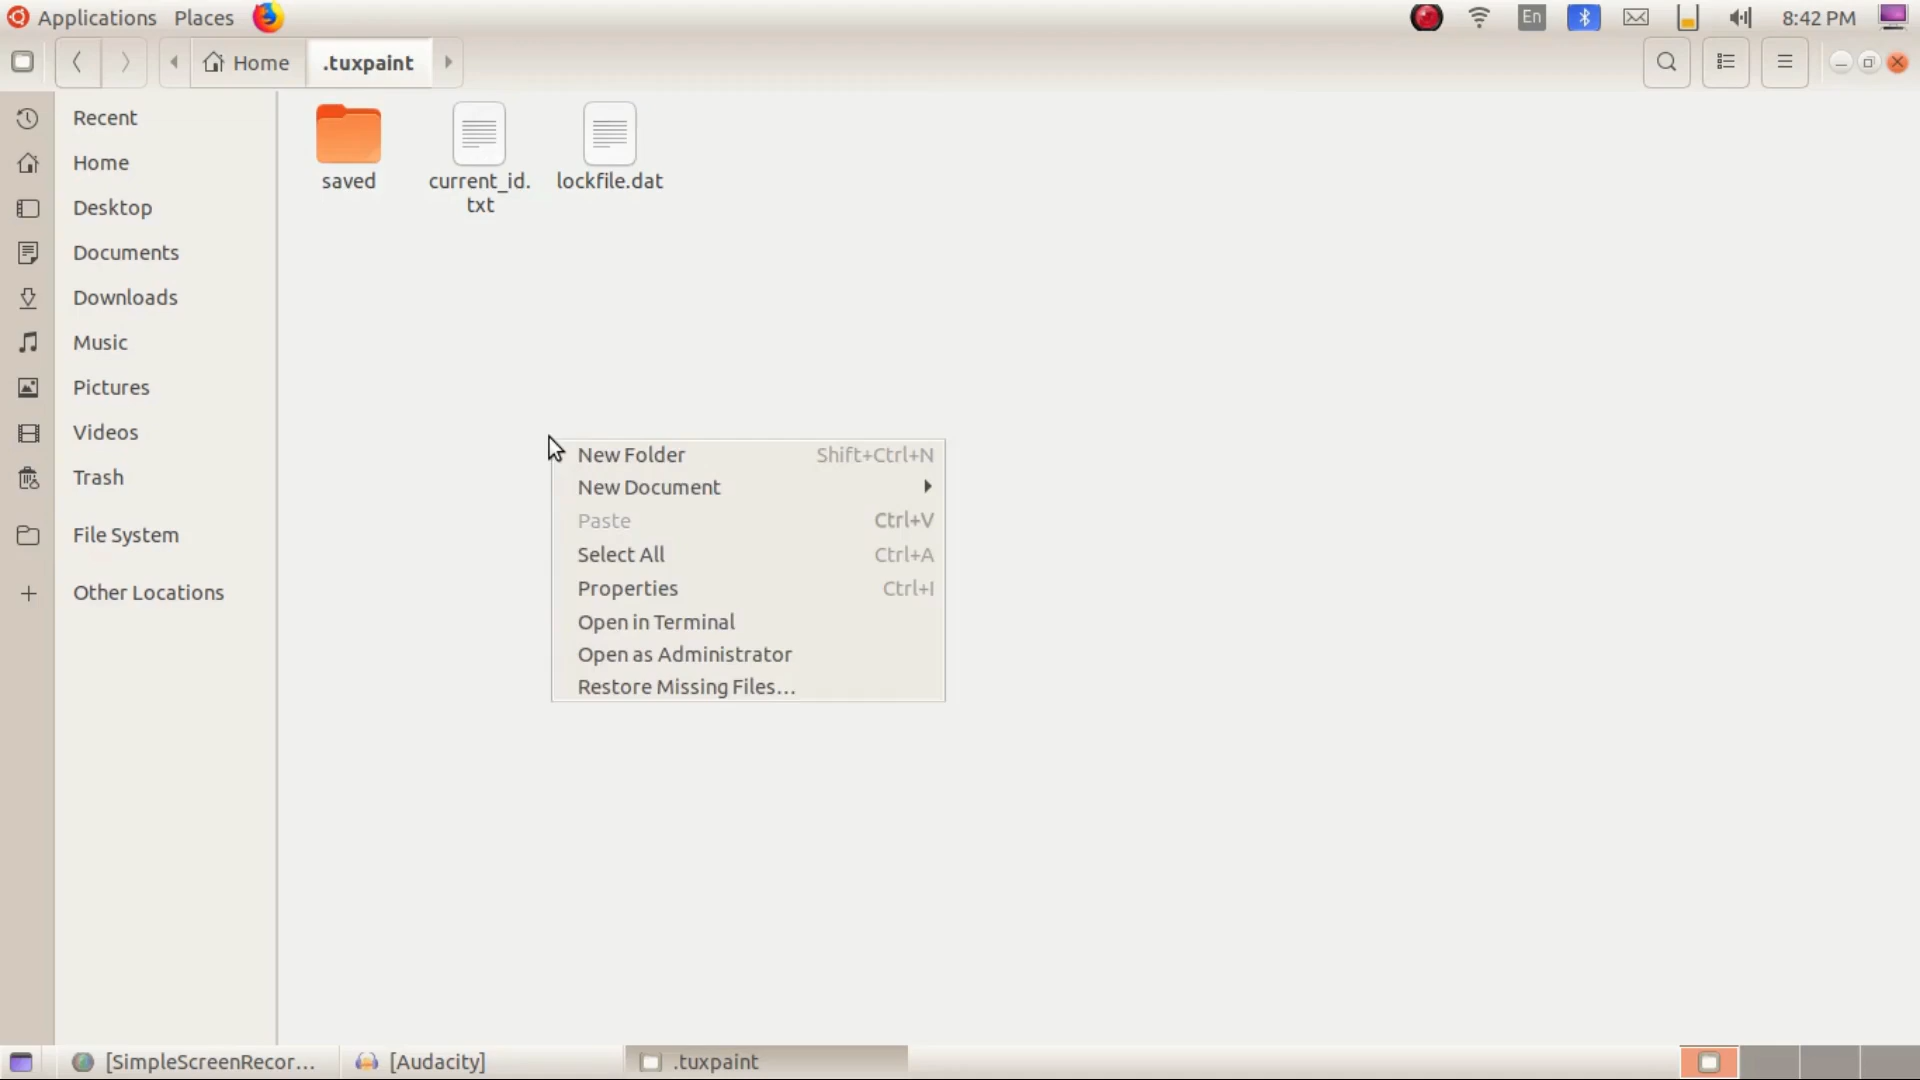 Applications Places En 8:42 PM
Home .tuxpaint
Recent
Home
Desktop
Documents
Downloads
Music
Pictures
Videos
Trash
File System
Other Locations
saved
current_id.
txt
lockfile.dat
New Folder Shift+Ctrl+N
New Document
Paste Ctrl+V
Select All Ctrl+A
Properties Ctrl+I
Open in Terminal
Open as Administrator
Restore Missing Files...
[SimpleScreenRecor... [Audacity] .tuxpaint